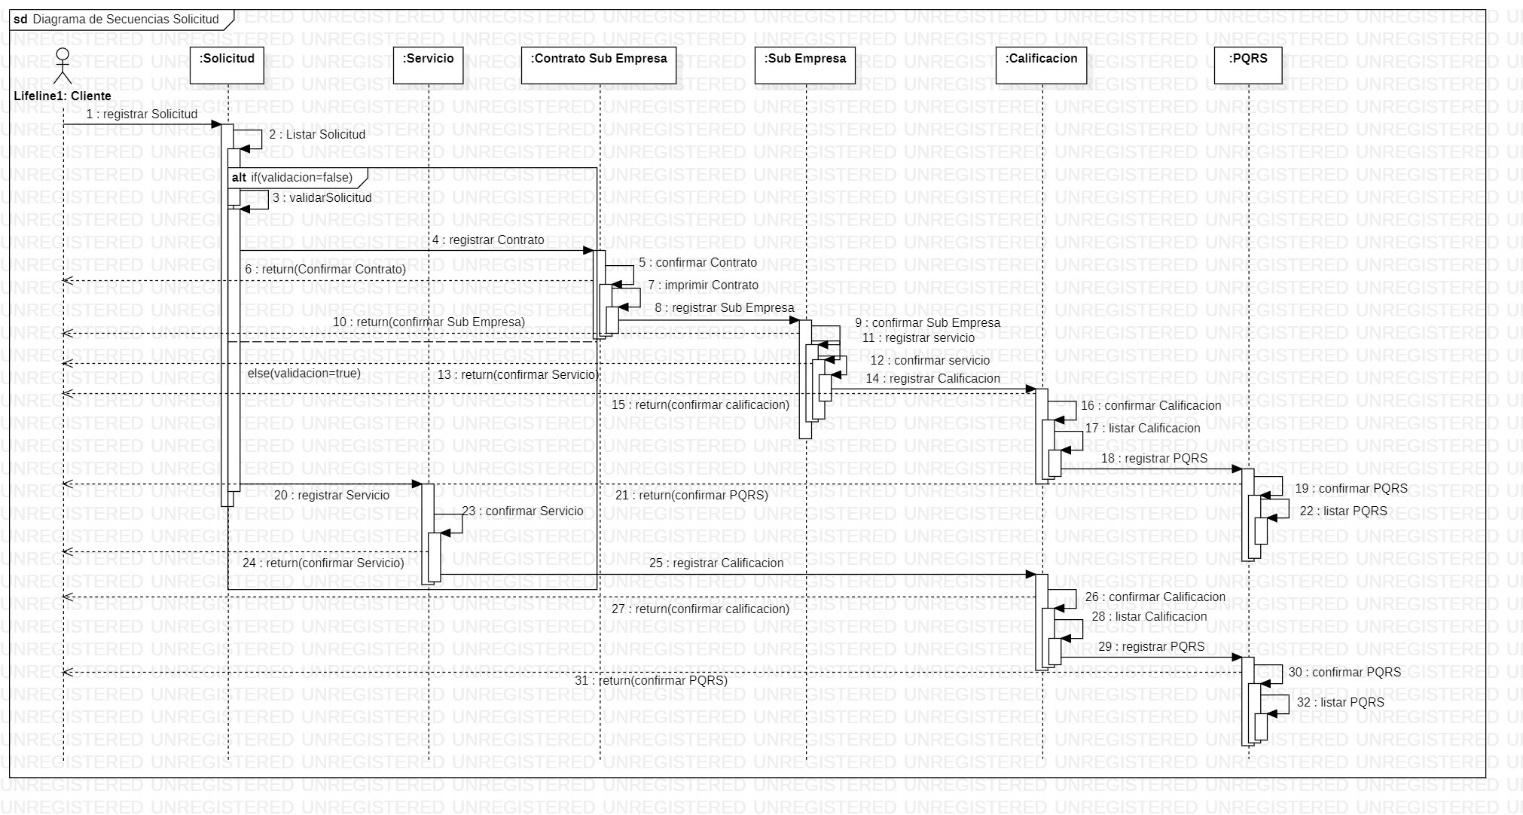 sd Diagrama de Secuencias Solicitud
:Solicitud
:Servicio
:Contrato Sub Empresa
:Sub Empresa
:Calificacion
:PQRS
Lifeline1: Cliente
1 : registrar Solicitud
2 : Listar Solicitud
alt if(validacion=false)
3 : validarSolicitud
4 : registrar Contrato
5 : confirmar Contrato
6 : return(Confirmar Contrato)
7 : imprimir Contrato
8 : registrar Sub Empresa
9 : confirmar Sub Empresa
10 : return(confirmar Sub Empresa)
11 : registrar servicio
12 : confirmar servicio
else(validacion=true)
13 : return(confirmar Servicio)
14 : registrar Calificacion
15 : return(confirmar calificacion)
16 : confirmar Calificacion
17 : listar Calificacion
18 : registrar PQRS
19 : confirmar PQRS
20 : registrar Servicio
21 : return(confirmar PQRS)
22 : listar PQRS
23 : confirmar Servicio
24 : return(confirmar Servicio)
25 : registrar Calificacion
26 : confirmar Calificacion
27 : return(confirmar calificacion)
28 : listar Calificacion
29 : registrar PQRS
30 : confirmar PQRS
31 : return(confirmar PQRS)
32 : listar PQRS
UNREGISTERED